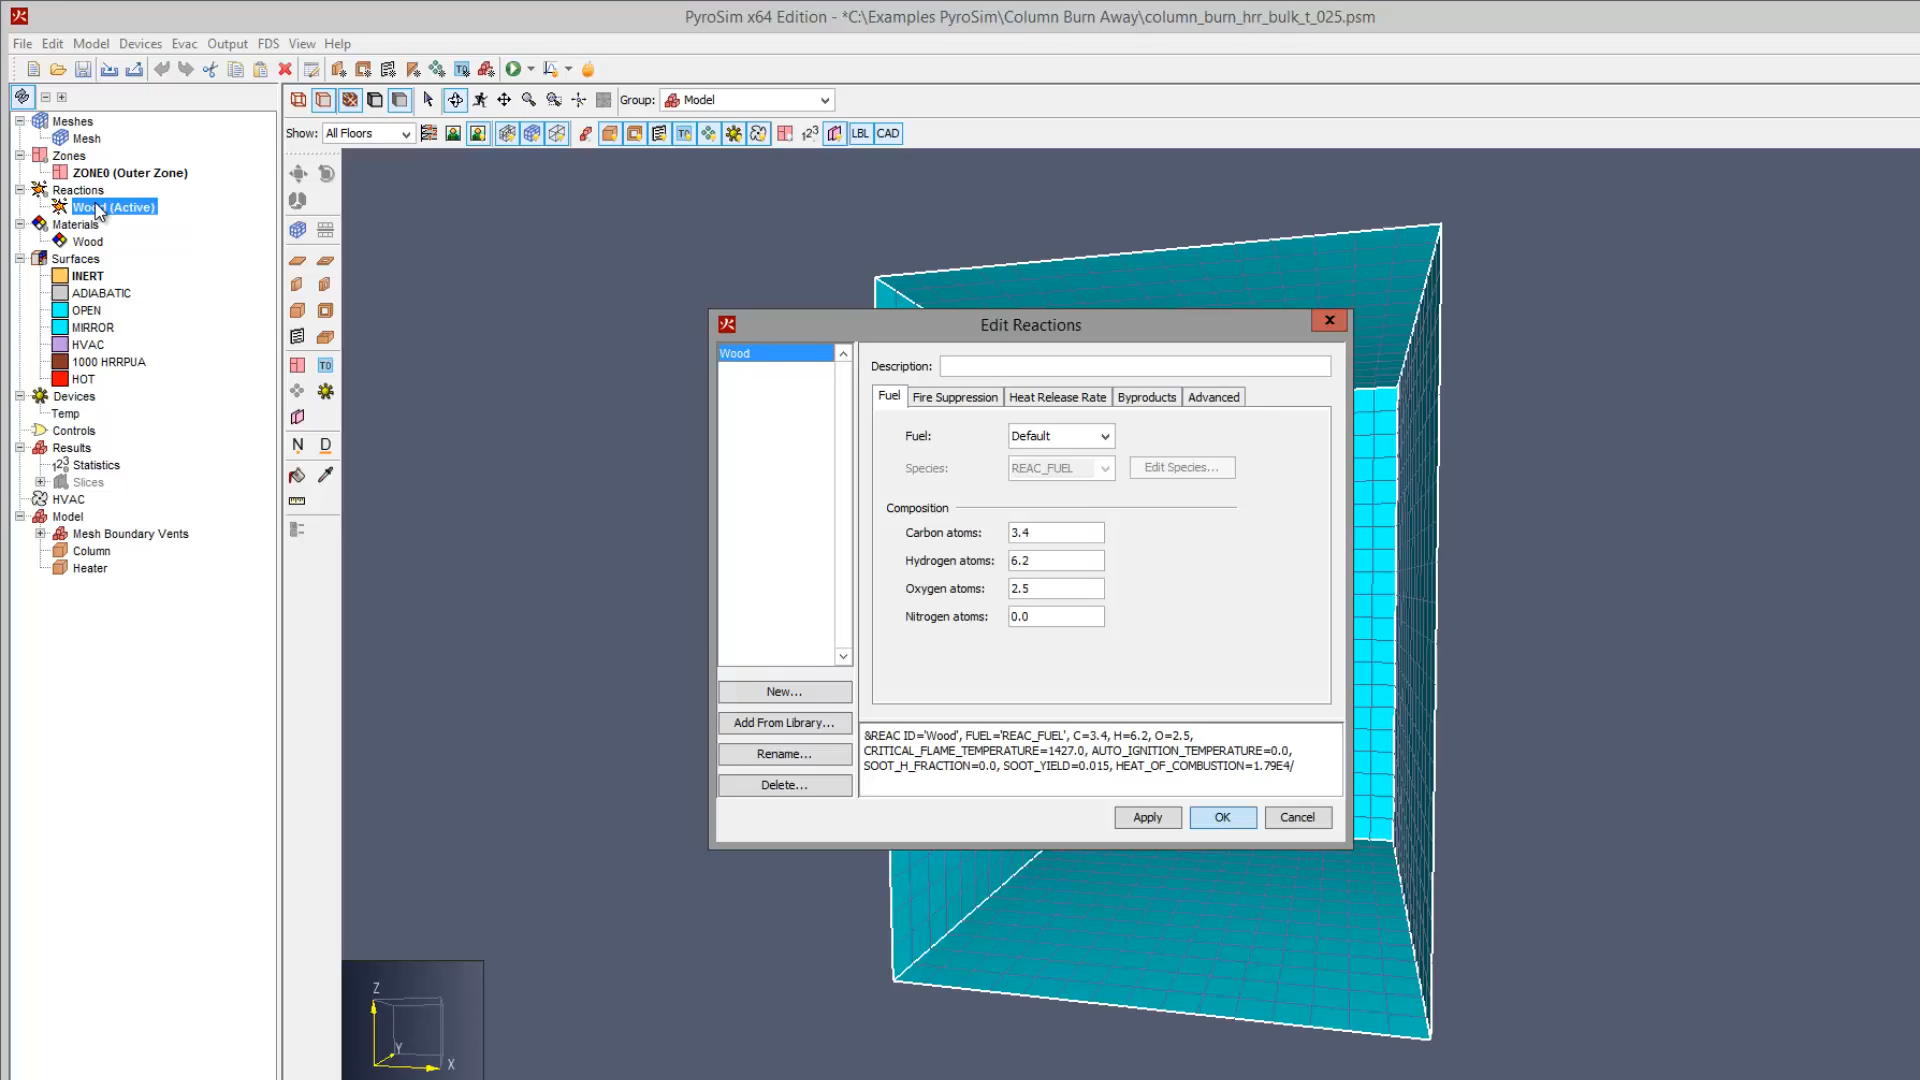 PyroSim x64 Edition - *C:\Examples PyroSim\Column Burn Away\column_burn_hrr_bulk_t_025.psm
File Edit Model Devices Evac Output FDS View Help
Group: Model
Show: All Floors
LBL CAD
Meshes
Mesh
Zones
ZONE0 (Outer Zone)
Reactions
Wood (Active)
Materials
Wood
Surfaces
INERT
ADIABATIC
OPEN
MIRROR
HVAC
1000 HRRPUA
HOT
Devices
Temp
Controls
Results
Statistics
Slices
HVAC
Model
Mesh Boundary Vents
Column
Heater
N D
Edit Reactions
Wood
Description:
Fuel Fire Suppression Heat Release Rate Byproducts Advanced
Fuel: Default
Species: REAC_FUEL Edit Species...
Composition
Carbon atoms: 3.4
Hydrogen atoms: 6.2
Oxygen atoms: 2.5
Nitrogen atoms: 0.0
New...
Add From Library...
Rename...
Delete...
&REAC ID='Wood', FUEL='REAC_FUEL', C=3.4, H=6.2, O=2.5,
CRITICAL_FLAME_TEMPERATURE=1427.0, AUTO_IGNITION_TEMPERATURE=0.0,
SOOT_H_FRACTION=0.0, SOOT_YIELD=0.015, HEAT_OF_COMBUSTION=1.79E4/
Apply OK Cancel
Z
Y
X